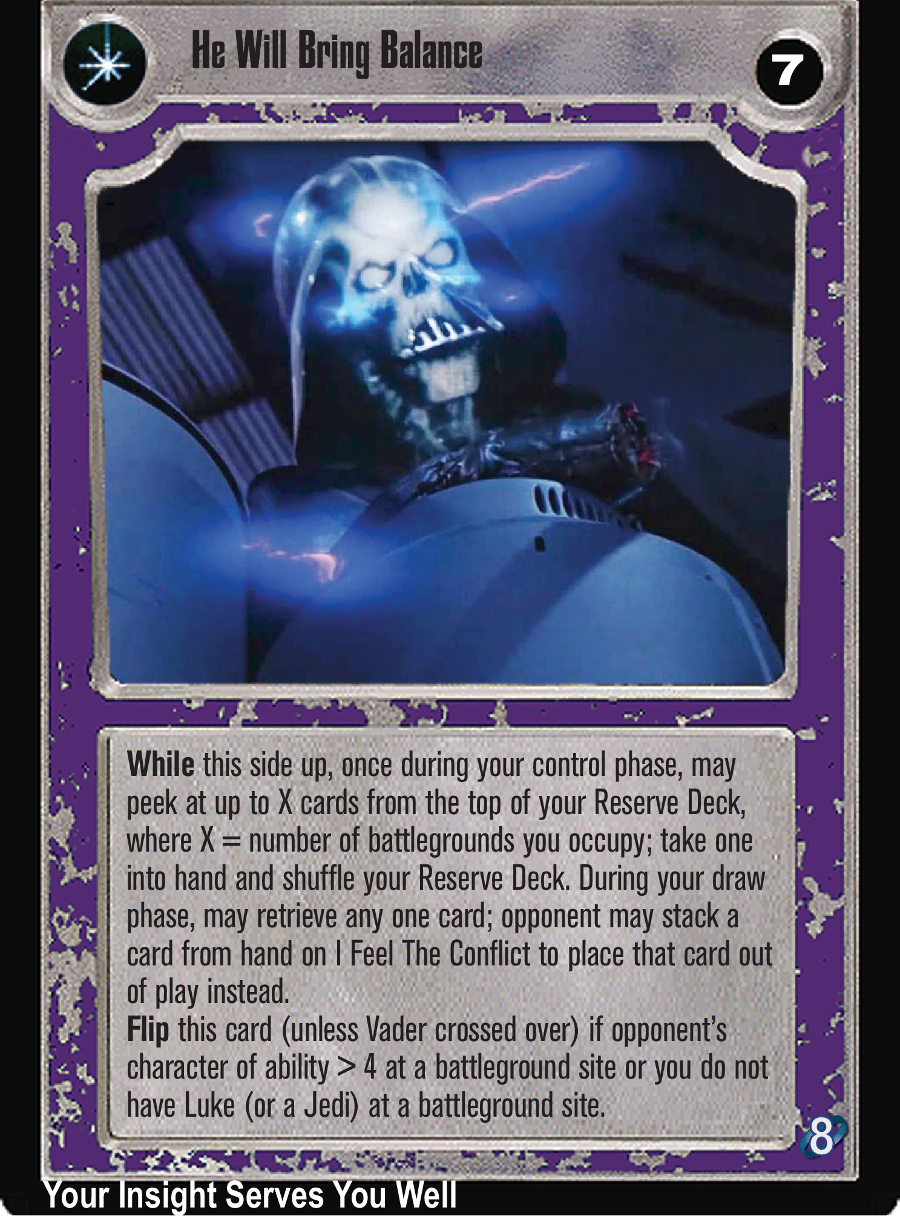 He Will Bring Balance
7
While this side up, once during your control phase, may
peek at up to X cards from the top of your Reserve Deck,
where X = number of battlegrounds you occupy; take one
into hand and shuffle your Reserve Deck. During your draw
phase, may retrieve any one card; opponent may stack a
card from hand on I Feel The Conflict to place that card out
of play instead.
Flip this card (unless Vader crossed over) if opponent's
character of ability > 4 at a battleground site or you do not
have Luke (or a Jedi) at a battleground site.
8
Your Insight Serves You Well